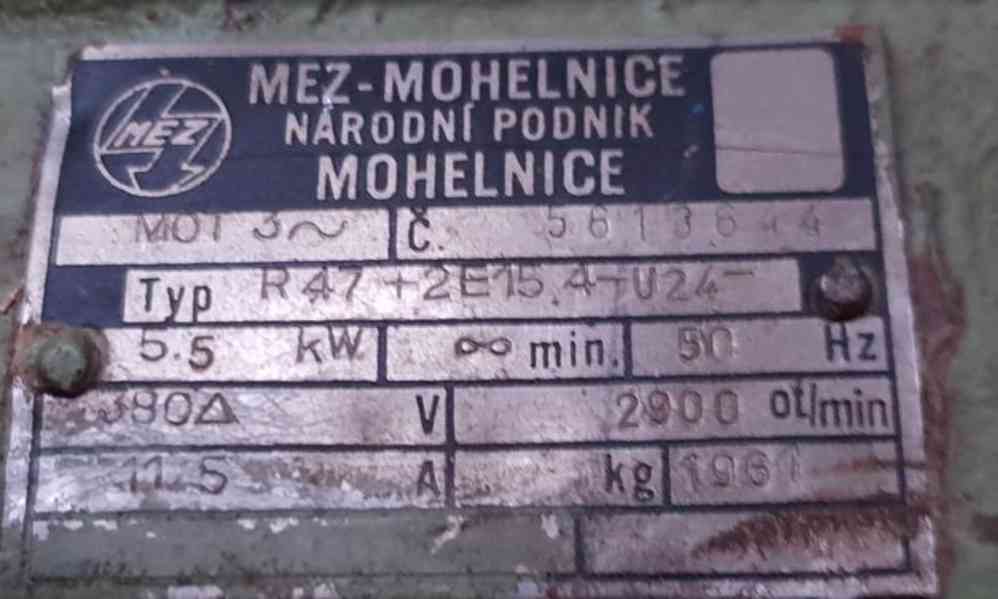 MEZ
MEZ-MOHELNICE
NÁRODNÍ PODNIK
MOHELNICE
MOT 3~ Č. 5613644
Typ R47+2E15.4-U24-
5.5 kW ∞ min. 50 Hz
380Δ V 2900 ot/min
11.5 A kg 1961